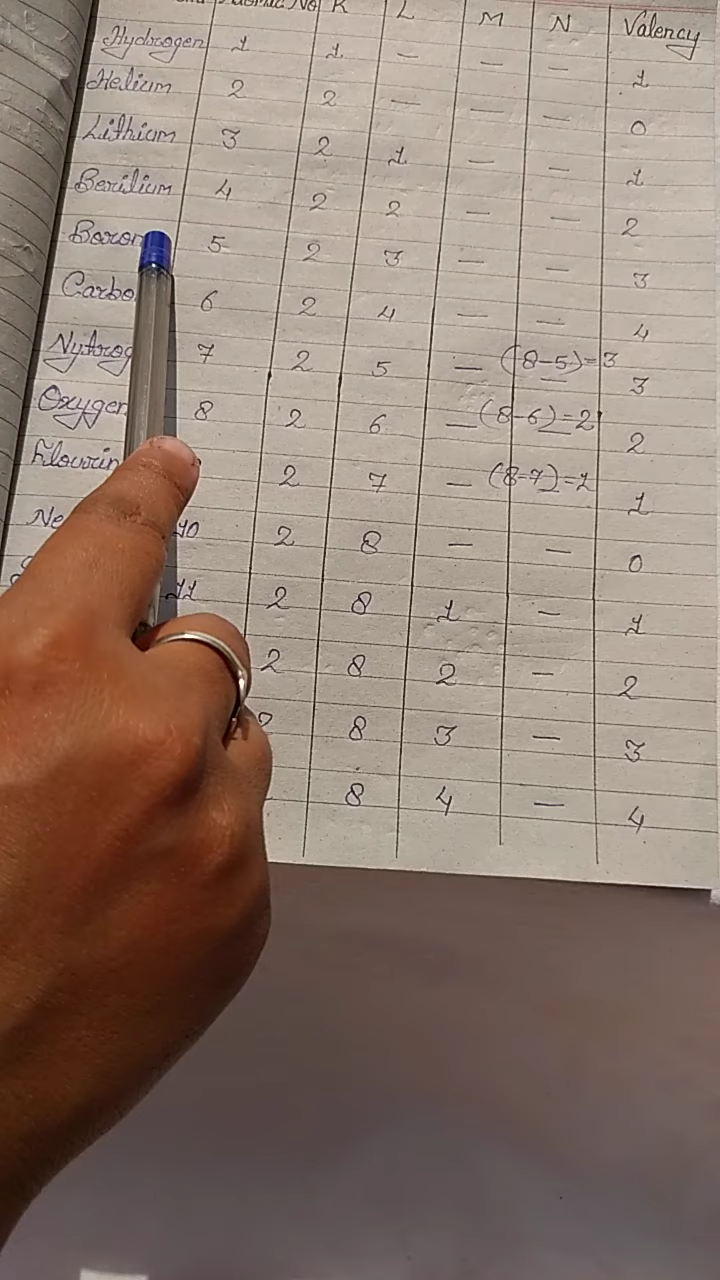 Atomic No K L M N Valency
Hydrogen 1 1 — — — 1
Helium 2 2 — — — 0
Lithium 3 2 1 — — 1
Berilium 4 2 2 — — 2
Boron 5 2 3 — — 3
Carbo 6 2 4 — — 4
Nytrog 7 2 5 — (8-5)=3 — 3
Oxygen 8 2 6 — (8-6)=2 — 2
Flourin 2 7 — (8-7)=1 — 1
Ne 10 2 8 — — 0
11 2 8 1 — 1
2 8 2 — 2
2 8 3 — 3
8 4 — 4